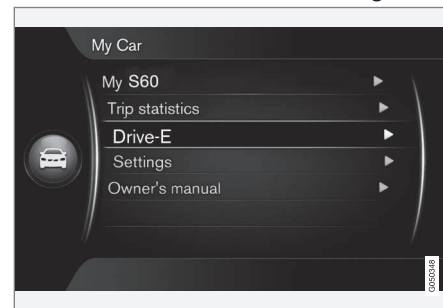 My Car
My S60
Trip statistics
Drive-E
Settings
Owner's manual
G050348